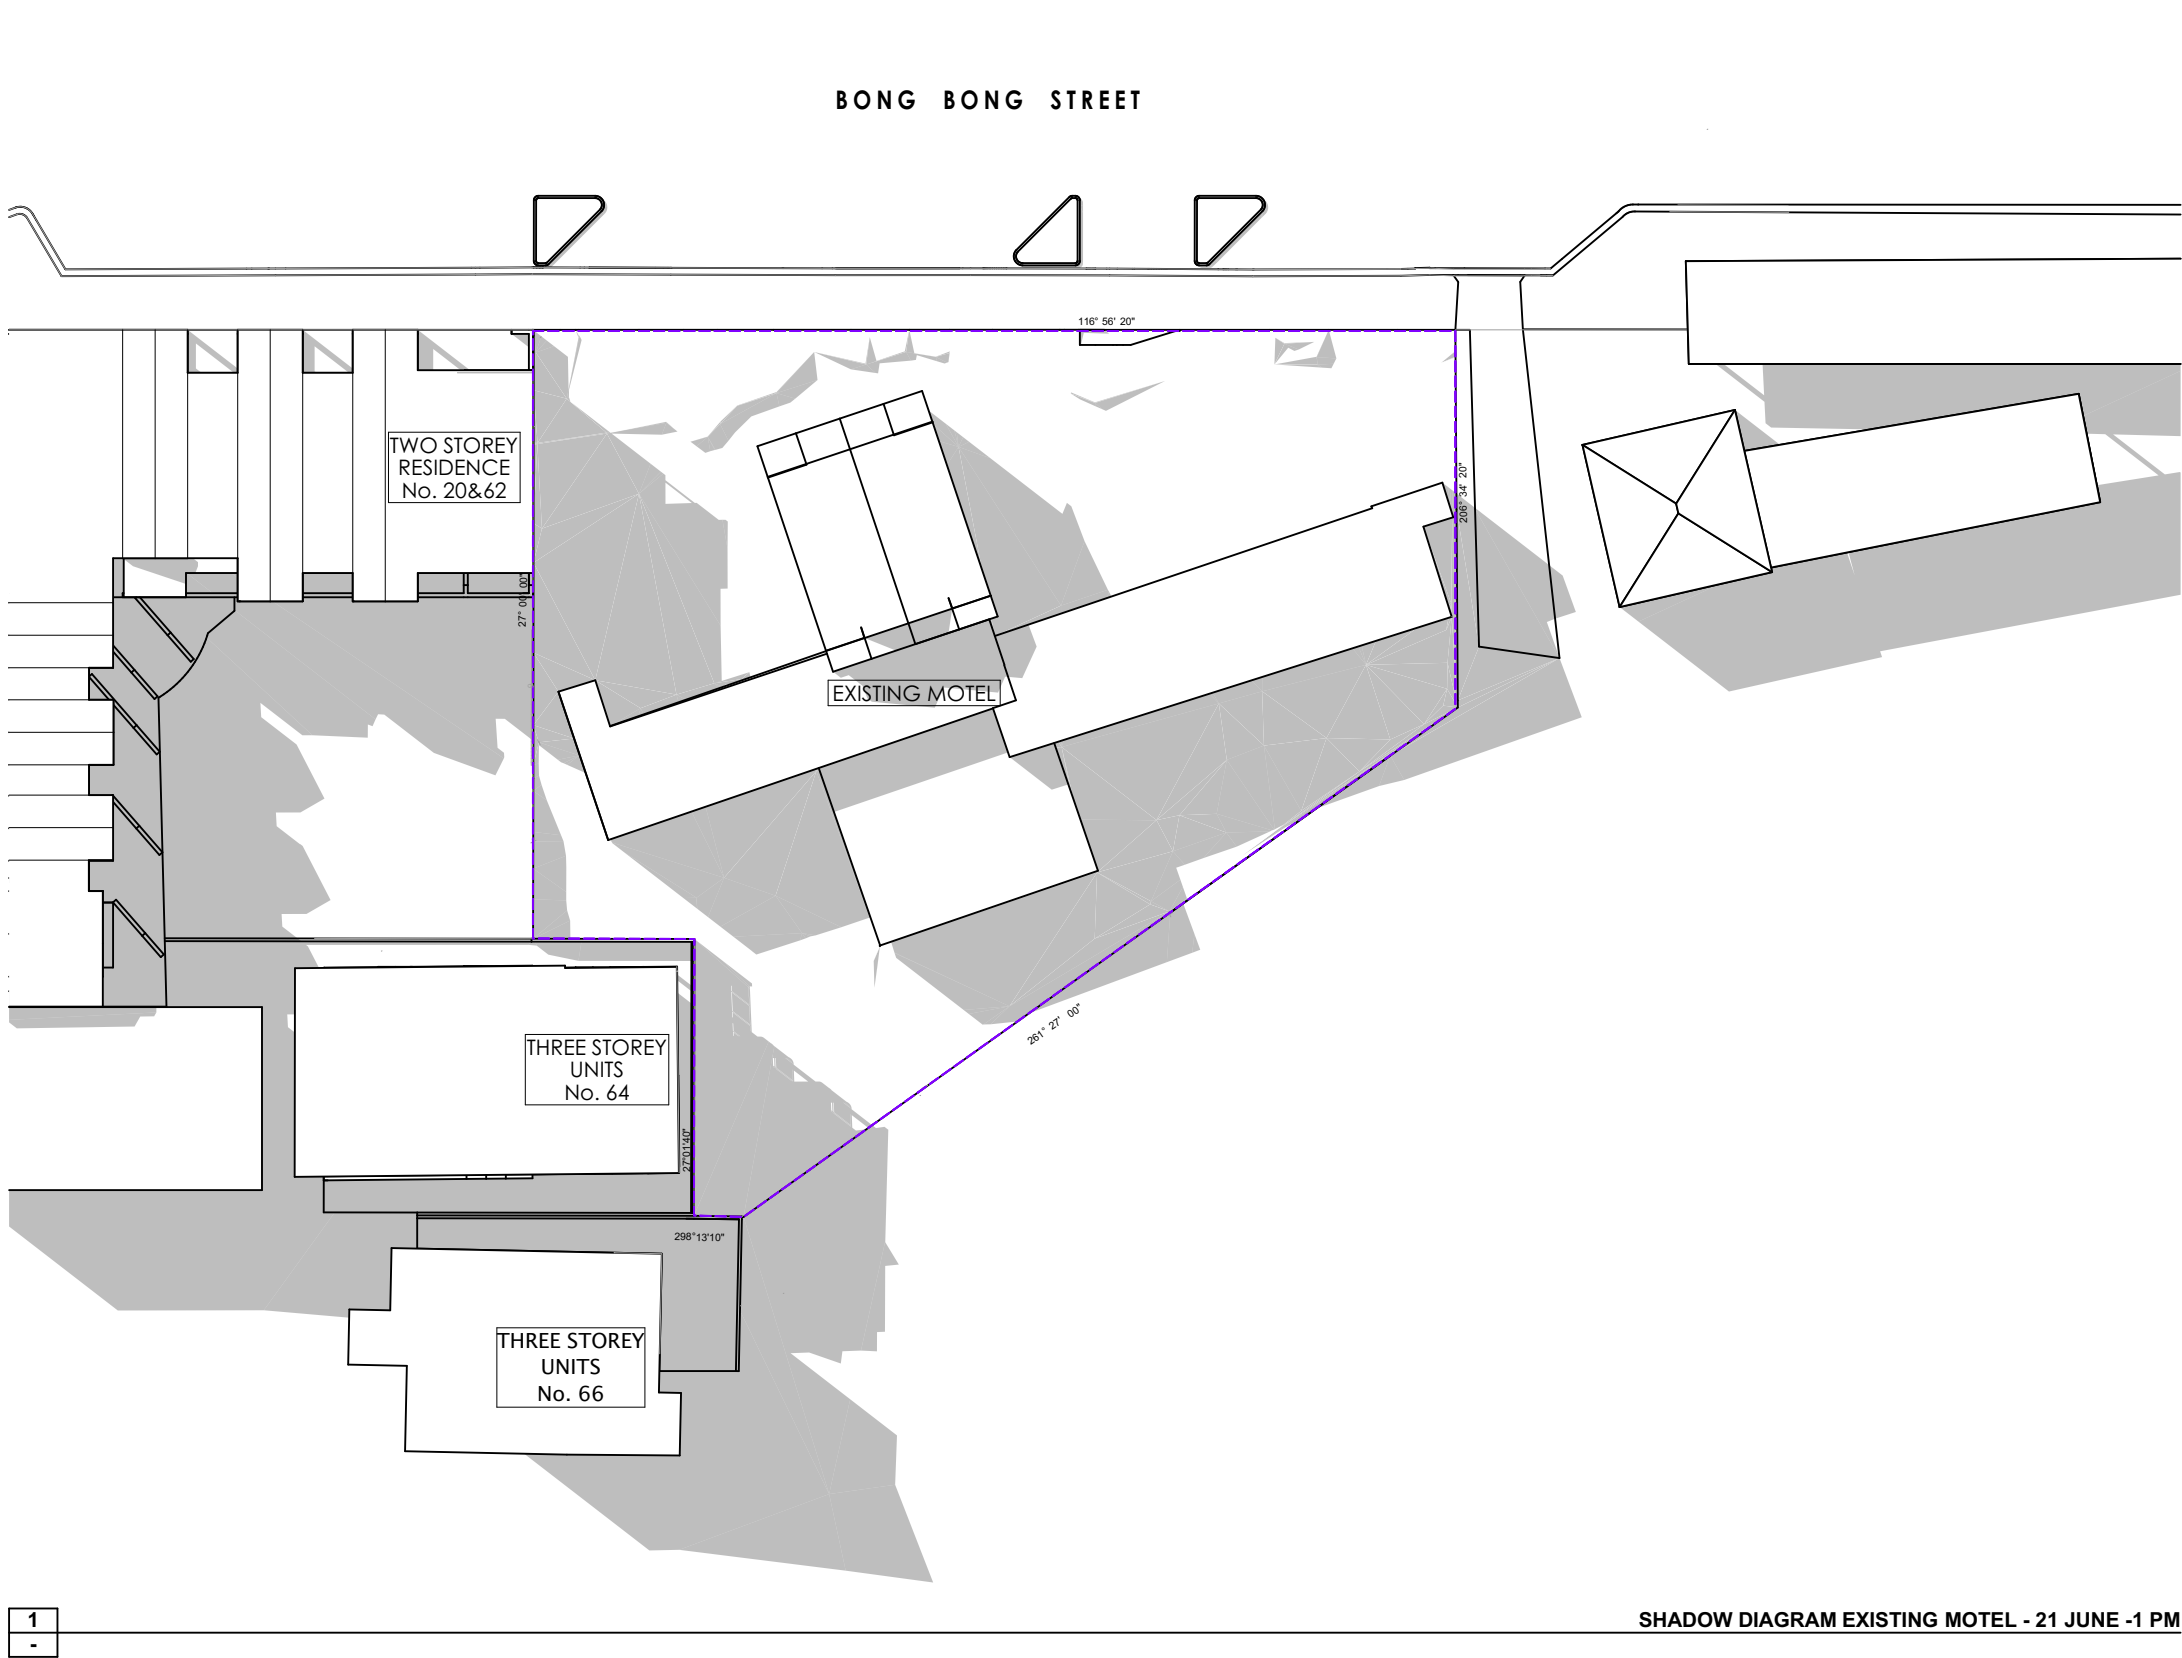 BONG BONG STREET
116° 56' 20"
TWO STOREY
RESIDENCE
No. 20&62
206° 34' 20"
27° 00' 00"
EXISTING MOTEL
261° 27' 00"
THREE STOREY
UNITS
No. 64
27°01'40"
298°13'10"
THREE STOREY
UNITS
No. 66
1
-
SHADOW DIAGRAM EXISTING MOTEL - 21 JUNE -1 PM